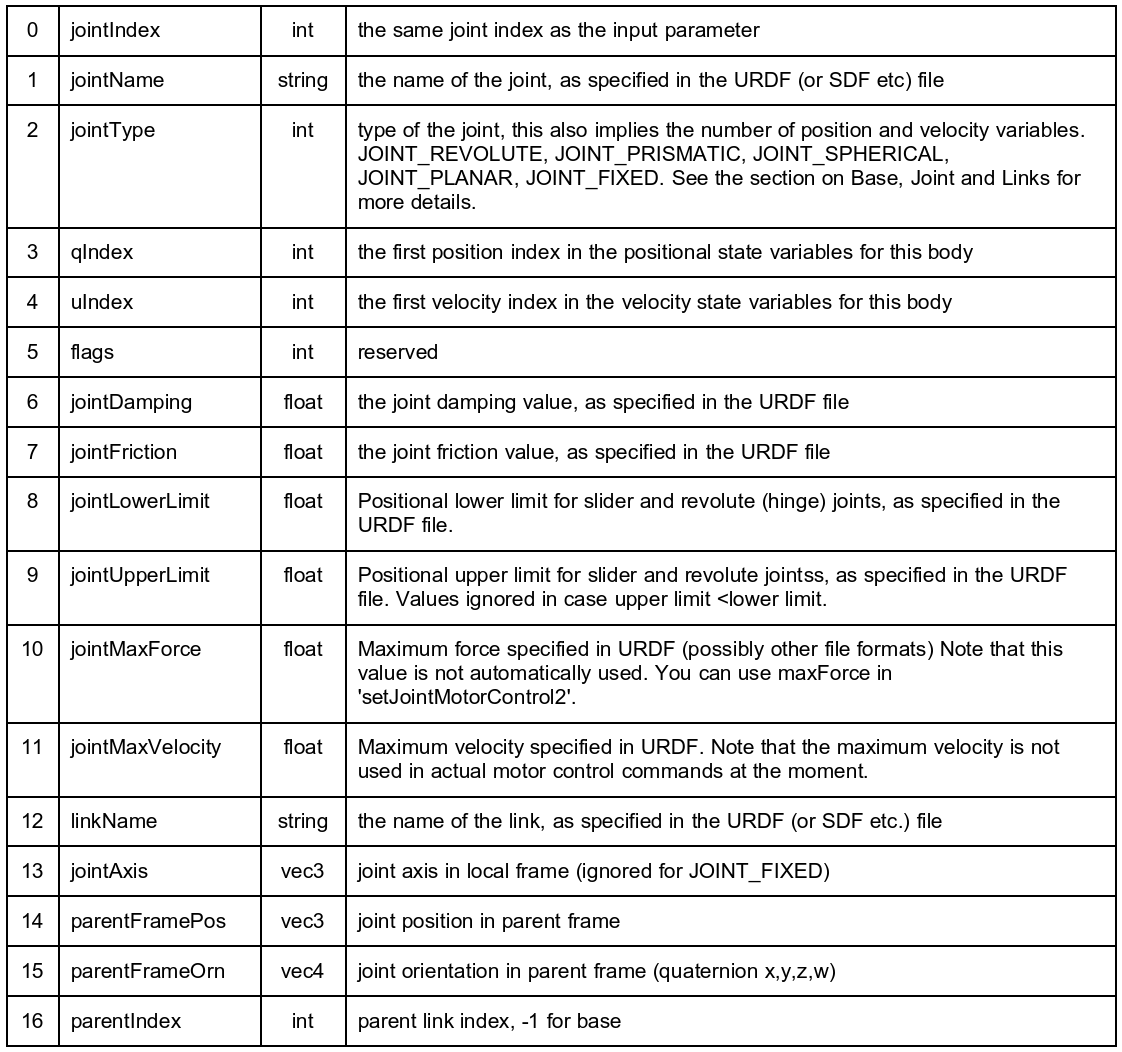 0 jointIndex int the same joint index as the input parameter
1 jointName string the name of the joint, as specified in the URDF (or SDF etc) file
2 jointType int type of the joint, this also implies the number of position and velocity variables.
JOINT_REVOLUTE, JOINT_PRISMATIC, JOINT_SPHERICAL,
JOINT_PLANAR, JOINT_FIXED. See the section on Base, Joint and Links for
more details.
3 qIndex int the first position index in the positional state variables for this body
4 uIndex int the first velocity index in the velocity state variables for this body
5 flags int reserved
6 jointDamping float the joint damping value, as specified in the URDF file
7 jointFriction float the joint friction value, as specified in the URDF file
8 jointLowerLimit float Positional lower limit for slider and revolute (hinge) joints, as specified in the
URDF file.
9 jointUpperLimit float Positional upper limit for slider and revolute jointss, as specified in the URDF
file. Values ignored in case upper limit <lower limit.
10 jointMaxForce float Maximum force specified in URDF (possibly other file formats) Note that this
value is not automatically used. You can use maxForce in
'setJointMotorControl2'.
11 jointMaxVelocity float Maximum velocity specified in URDF. Note that the maximum velocity is not
used in actual motor control commands at the moment.
12 linkName string the name of the link, as specified in the URDF (or SDF etc.) file
13 jointAxis vec3 joint axis in local frame (ignored for JOINT_FIXED)
14 parentFramePos vec3 joint position in parent frame
15 parentFrameOrn vec4 joint orientation in parent frame (quaternion x,y,z,w)
16 parentIndex int parent link index, -1 for base